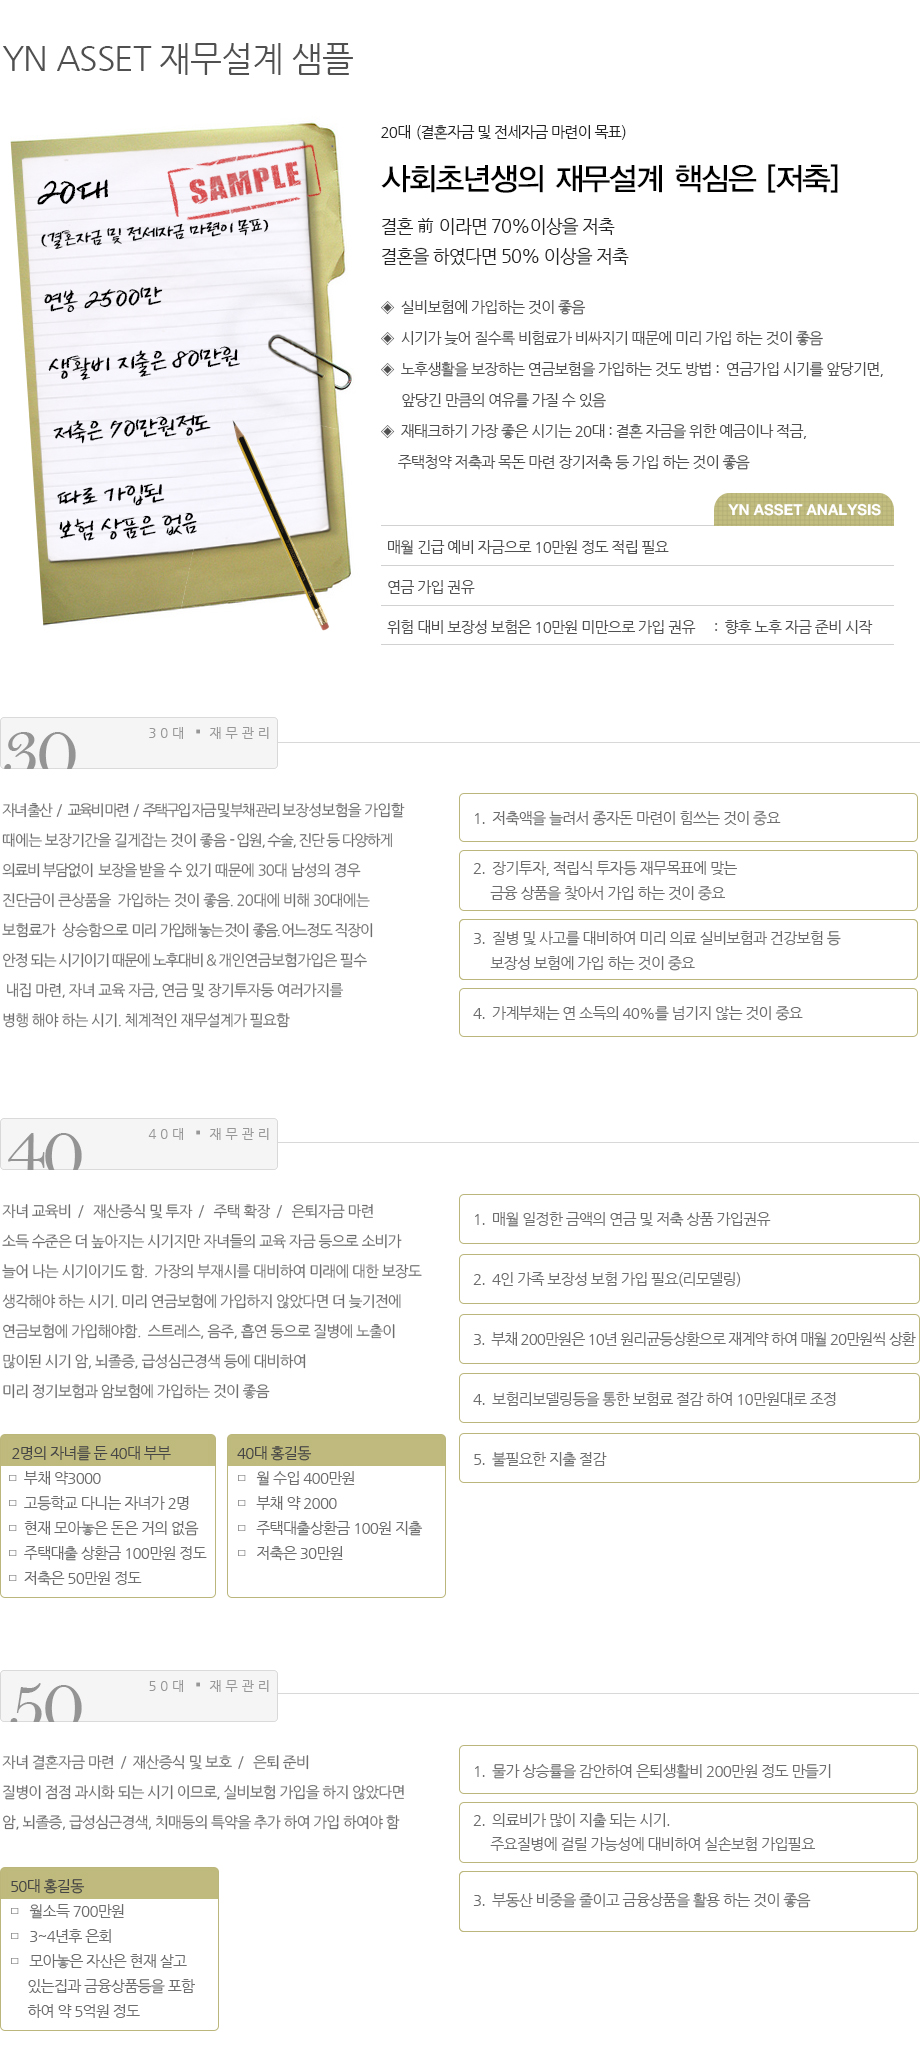 YN ASSET 재무설계 샘플
20대
SAMPLE
(결혼자금 및 전세자금 마련이 목표)
연봉 2500만
생활비 지출은 80만원
저축은 70만원정도
따로 가입된
보험 상품은 없음
20대 (결혼자금 및 전세자금 마련이 목표)
사회초년생의 재무설계 핵심은 [저축]
결혼 前 이라면 70%이상을 저축
결혼을 하였다면 50% 이상을 저축
◈ 실비보험에 가입하는 것이 좋음
◈ 시기가 늦어 질수록 비험료가 비싸지기 때문에 미리 가입 하는 것이 좋음
◈ 노후생활을 보장하는 연금보험을 가입하는 것도 방법 : 연금가입 시기를 앞당기면,
앞당긴 만큼의 여유를 가질 수 있음
◈ 재태크하기 가장 좋은 시기는 20대 : 결혼 자금을 위한 예금이나 적금,
주택청약 저축과 목돈 마련 장기저축 등 가입 하는 것이 좋음
YN ASSET ANALYSIS
매월 긴급 예비 자금으로 10만원 정도 적립 필요
연금 가입 권유
위험 대비 보장성 보험은 10만원 미만으로 가입 권유 : 향후 노후 자금 준비 시작
30
30대 ▪ 재무관리
자녀출산 / 교육비마련 / 주택구입자금및부채관리 보장성보험을 가입할
때에는 보장기간을 길게잡는 것이 좋음 - 입원, 수술, 진단 등 다양하게
의료비 부담없이 보장을 받을 수 있기 때문에 30대 남성의 경우
진단금이 큰상품을 가입하는 것이 좋음. 20대에 비해 30대에는
보험료가 상승함으로 미리 가입해 놓는 것이 좋음. 어느정도 직장이
안정 되는 시기이기 때문에 노후대비 & 개인연금보험가입은 필수
내집 마련, 자녀 교육 자금, 연금 및 장기투자등 여러가지를
병행 해야 하는 시기. 체계적인 재무설계가 필요함
1. 저축액을 늘려서 종자돈 마련이 힘쓰는 것이 중요
2. 장기투자, 적립식 투자등 재무목표에 맞는
금융 상품을 찾아서 가입 하는 것이 중요
3. 질병 및 사고를 대비하여 미리 의료 실비보험과 건강보험 등
보장성 보험에 가입 하는 것이 중요
4. 가계부채는 연 소득의 40%를 넘기지 않는 것이 중요
40
40대 ▪ 재무관리
자녀 교육비 / 재산증식 및 투자 / 주택 확장 / 은퇴자금 마련
소득 수준은 더 높아지는 시기지만 자녀들의 교육 자금 등으로 소비가
늘어 나는 시기이기도 함. 가장의 부재시를 대비하여 미래에 대한 보장도
생각해야 하는 시기. 미리 연금보험에 가입하지 않았다면 더 늦기전에
연금보험에 가입해야함. 스트레스, 음주, 흡연 등으로 질병에 노출이
많이된 시기 암, 뇌졸증, 급성심근경색 등에 대비하여
미리 정기보험과 암보험에 가입하는 것이 좋음
1. 매월 일정한 금액의 연금 및 저축 상품 가입권유
2. 4인 가족 보장성 보험 가입 필요(리모델링)
3. 부채 200만원은 10년 원리균등상환으로 재계약 하여 매월 20만원씩 상환
4. 보험리보델링등을 통한 보험료 절감 하여 10만원대로 조정
5. 불필요한 지출 절감
2명의 자녀를 둔 40대 부부
▫ 부채 약3000
▫ 고등학교 다니는 자녀가 2명
▫ 현재 모아놓은 돈은 거의 없음
▫ 주택대출 상환금 100만원 정도
▫ 저축은 50만원 정도
40대 홍길동
▫ 월 수입 400만원
▫ 부채 약 2000
▫ 주택대출상환금 100원 지출
▫ 저축은 30만원
50
50대 ▪ 재무관리
자녀 결혼자금 마련 / 재산증식 및 보호 / 은퇴 준비
질병이 점점 과시화 되는 시기 이므로, 실비보험 가입을 하지 않았다면
암, 뇌졸증, 급성심근경색, 치매등의 특약을 추가 하여 가입 하여야 함
1. 물가 상승률을 감안하여 은퇴생활비 200만원 정도 만들기
2. 의료비가 많이 지출 되는 시기.
주요질병에 걸릴 가능성에 대비하여 실손보험 가입필요
3. 부동산 비중을 줄이고 금융상품을 활용 하는 것이 좋음
50대 홍길동
▫ 월소득 700만원
▫ 3~4년후 은회
▫ 모아놓은 자산은 현재 살고
있는집과 금융상품등을 포함
하여 약 5억원 정도